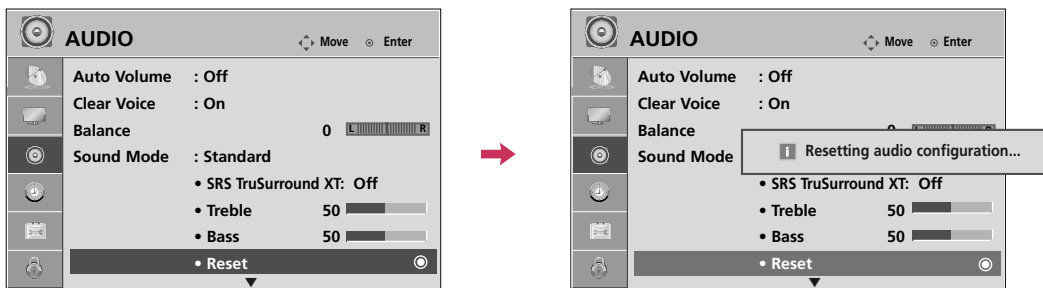 AUDIO Move Enter
Auto Volume : Off
Clear Voice : On
Balance 0 L R
Sound Mode : Standard
• SRS TruSurround XT: Off
• Treble 50
• Bass 50
• Reset
AUDIO Move Enter
Auto Volume : Off
Clear Voice : On
Balance
Sound Mode
i Resetting audio configuration...
• SRS TruSurround XT: Off
• Treble 50
• Bass 50
• Reset